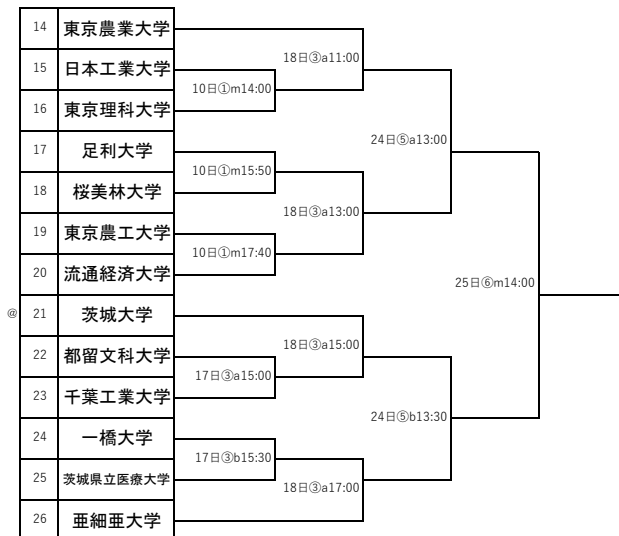 14 東京農業大学
18日③a11:00
15 日本工業大学
10日①m14:00
16 東京理科大学
24日⑤a13:00
17 足利大学
10日①m15:50
18 桜美林大学
18日③a13:00
19 東京農工大学
10日①m17:40
20 流通経済大学
25日⑥m14:00
@ 21 茨城大学
18日③a15:00
22 都留文科大学
17日③a15:00
23 千葉工業大学
24日⑤b13:30
24 一橋大学
17日③b15:30
25 茨城県立医療大学
18日③a17:00
26 亜細亜大学